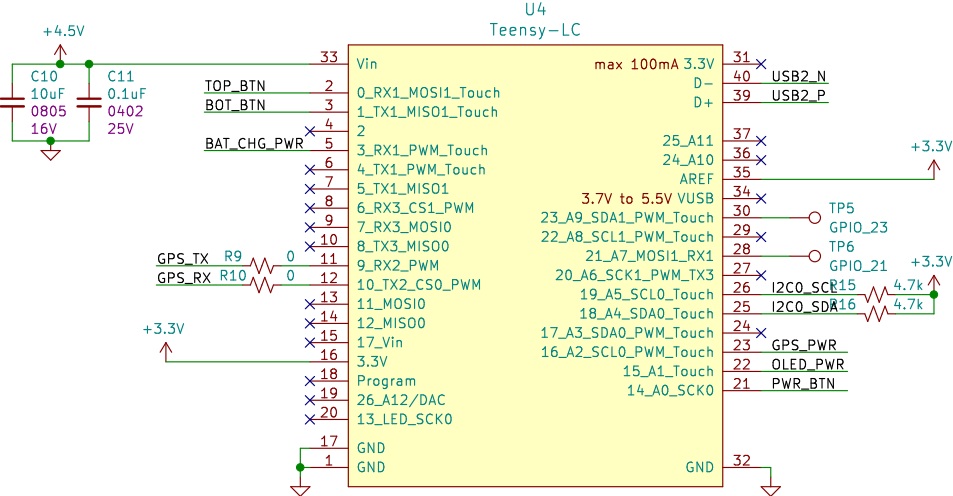 U4
Teensy-LC
+4.5V
C10
10uF
0805
16V
C11
0.1uF
0402
25V
33 Vin
TOP_BTN 2 0_RX1_MOSI1_Touch
BOT_BTN 3 1_TX1_MISO1_Touch
4 2
BAT_CHG_PWR 5 3_RX1_PWM_Touch
6 4_TX1_PWM_Touch
7 5_TX1_MISO1
8 6_RX3_CS1_PWM
9 7_RX3_MOSI0
10 8_TX3_MISO0
GPS_TX R9 0 11 9_RX2_PWM
GPS_RX R10 0 12 10_TX2_CS0_PWM
13 11_MOSI0
14 12_MISO0
15 17_Vin
+3.3V
16 3.3V
18 Program
19 26_A12/DAC
20 13_LED_SCK0
17 GND
1 GND
max 100mA 3.3V 31
D- 40 USB2_N
D+ 39 USB2_P
25_A11 37
24_A10 36
AREF 35
+3.3V
3.7V to 5.5V VUSB 34
23_A9_SDA1_PWM_Touch 30 TP5
GPIO_23
22_A8_SCL1_PWM_Touch 29
21_A7_MOSI1_RX1 28 TP6
GPIO_21
20_A6_SCK1_PWM_TX3 27
+3.3V
19_A5_SCL0_Touch 26 I2C0_SCL R15 4.7k
18_A4_SDA0_Touch 25 I2C0_SDA R16 4.7k
17_A3_SDA0_PWM_Touch 24
16_A2_SCL0_PWM_Touch 23 GPS_PWR
15_A1_Touch 22 OLED_PWR
14_A0_SCK0 21 PWR_BTN
GND 32